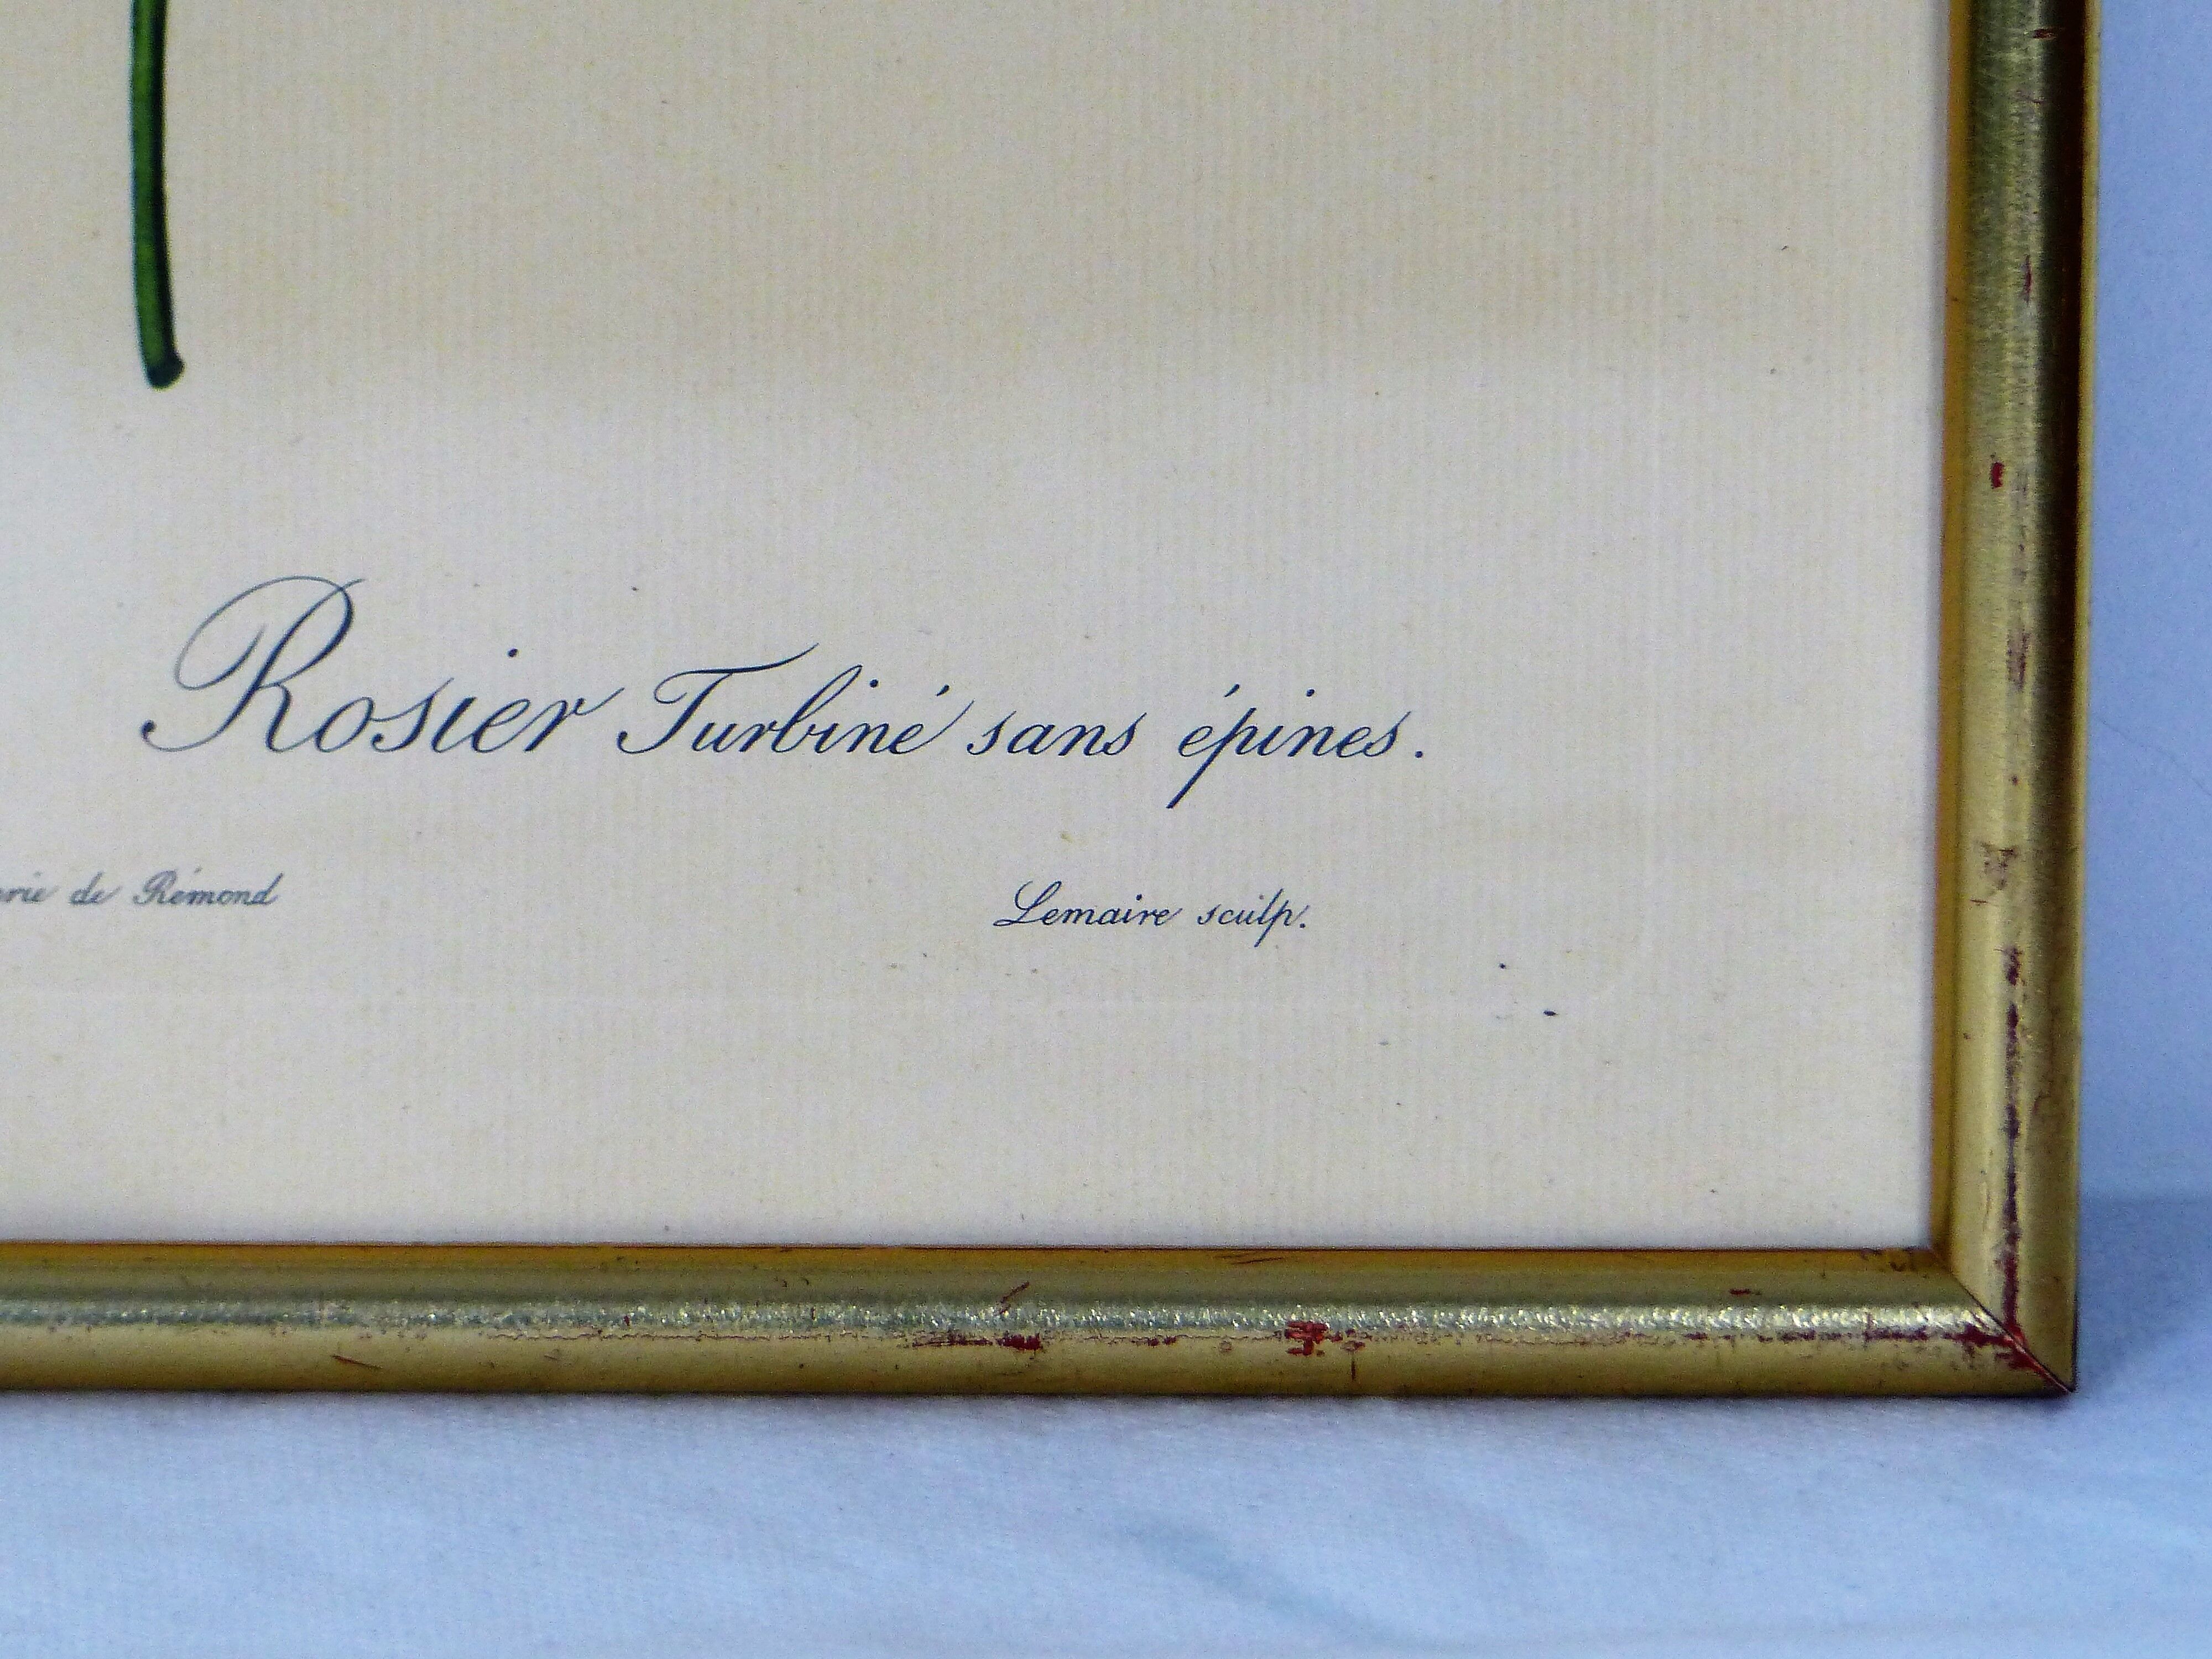 Rosier Turbiné sans épines.
de Rémond
Lemaire sculp.